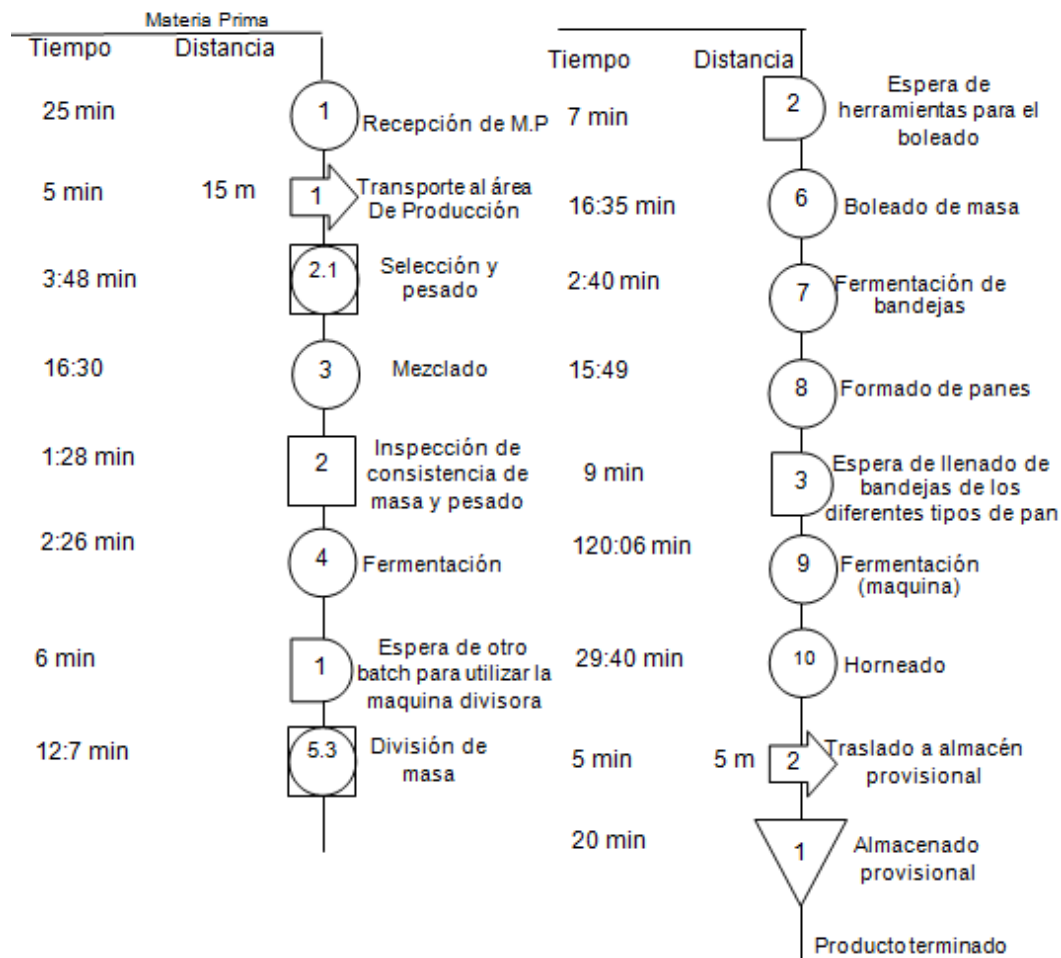 Materia Prima
Tiempo Distancia
25 min 1 Recepción de M.P
5 min 15 m 1 Transporte al área
De Producción
3:48 min 2.1 Selección y
pesado
16:30 3 Mezclado
1:28 min 2 Inspección de
consistencia de
masa y pesado
2:26 min 4 Fermentación
6 min 1 Espera de otro
batch para utilizar la
maquina divisora
12:7 min 5.3 División de
masa
Tiempo Distancia
7 min 2 Espera de
herramientas para el
boleado
16:35 min 6 Boleado de masa
2:40 min 7 Fermentación de
bandejas
15:49 8 Formado de panes
9 min 3 Espera de llenado de
bandejas de los
diferentes tipos de pan
120:06 min 9 Fermentación
(maquina)
29:40 min 10 Horneado
5 min 5 m 2 Traslado a almacén
provisional
20 min 1 Almacenado
provisional
Producto terminado